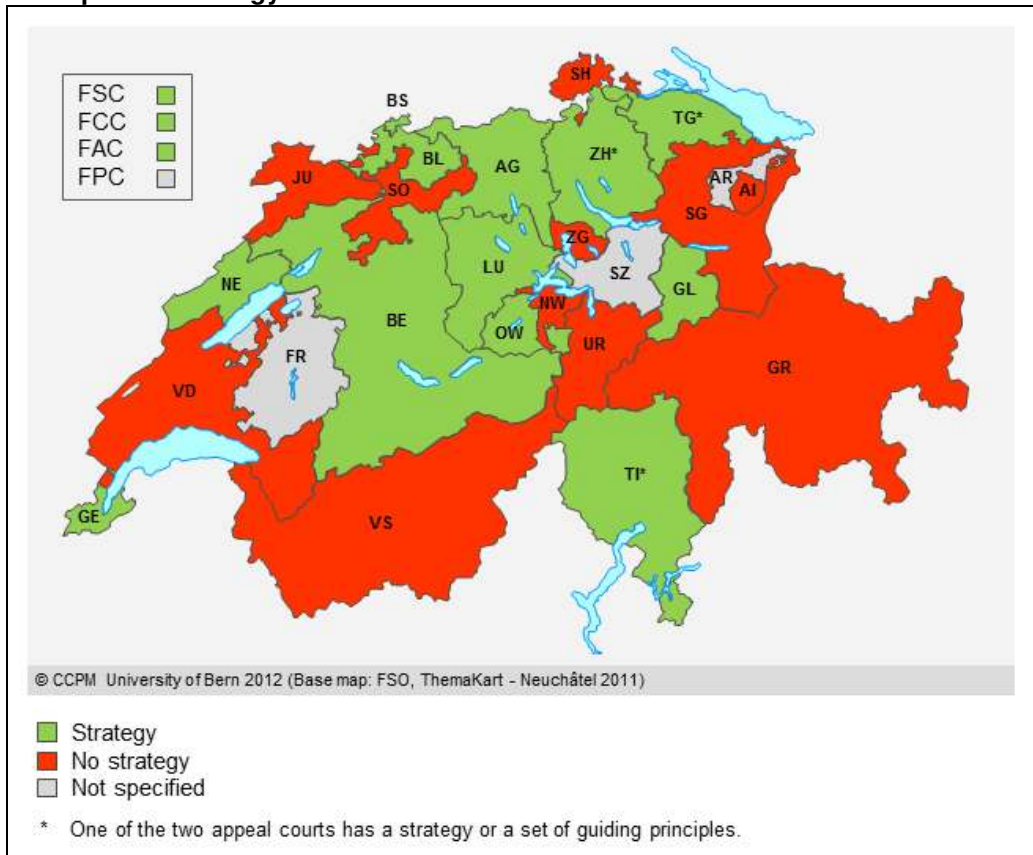 FSC
FCC
FAC
FPC
SH
BS
TG*
BL
AG
ZH*
JU
SO
AR
AI
SG
ZG
LU
SZ
NE
GL
NW
BE
OW
UR
FR
GR
VD
TI*
GE
VS
© CCPM University of Bern 2012 (Base map: FSO, ThemaKart - Neuchâtel 2011)
Strategy
No strategy
Not specified
* One of the two appeal courts has a strategy or a set of guiding principles.